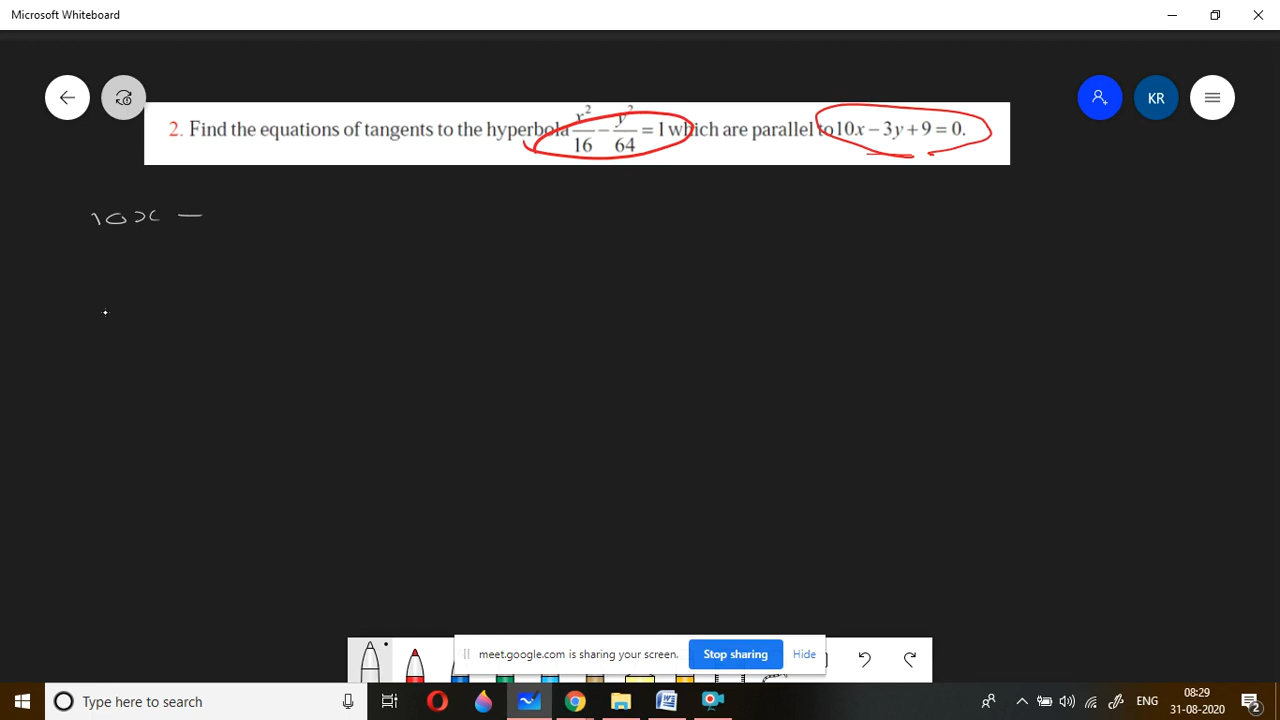 Microsoft Whiteboard
KR
2. Find the equations of tangents to the hyperbola x²/16 − y²/64 = 1 which are parallel to 10x − 3y + 9 = 0.
10x −
meet.google.com is sharing your screen. Stop sharing Hide
Type here to search
ENG
08:29
31-08-2020
2